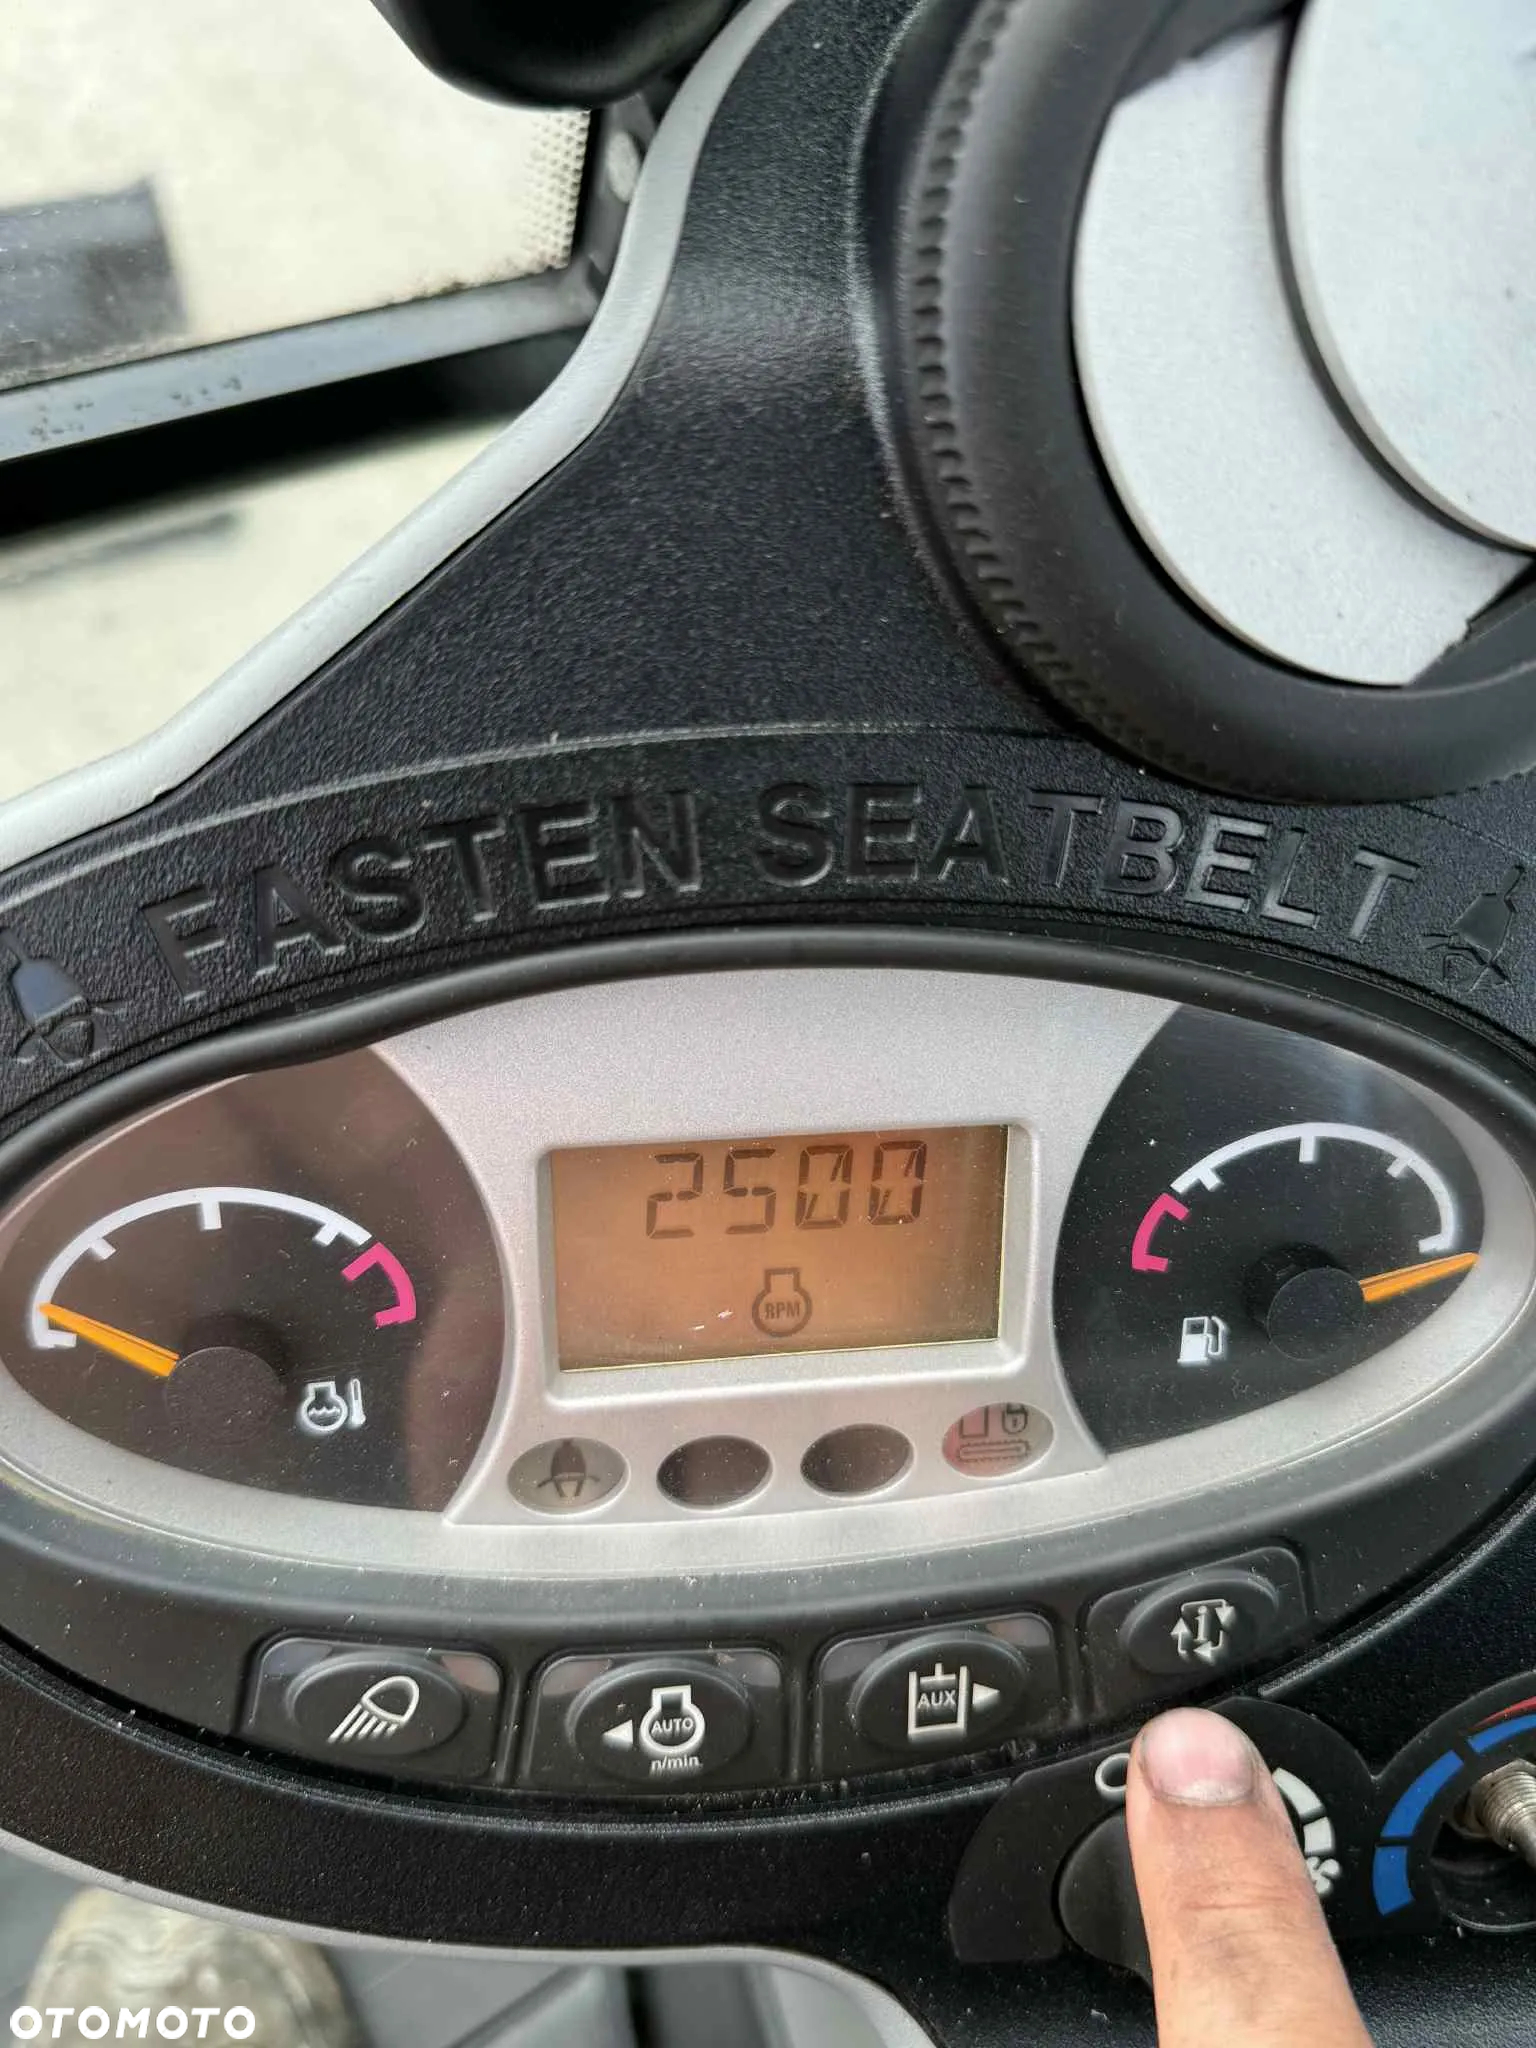 FASTEN SEATBELT
2500
RPM
AUTO
n/min
AUX
i
OTOMOTO